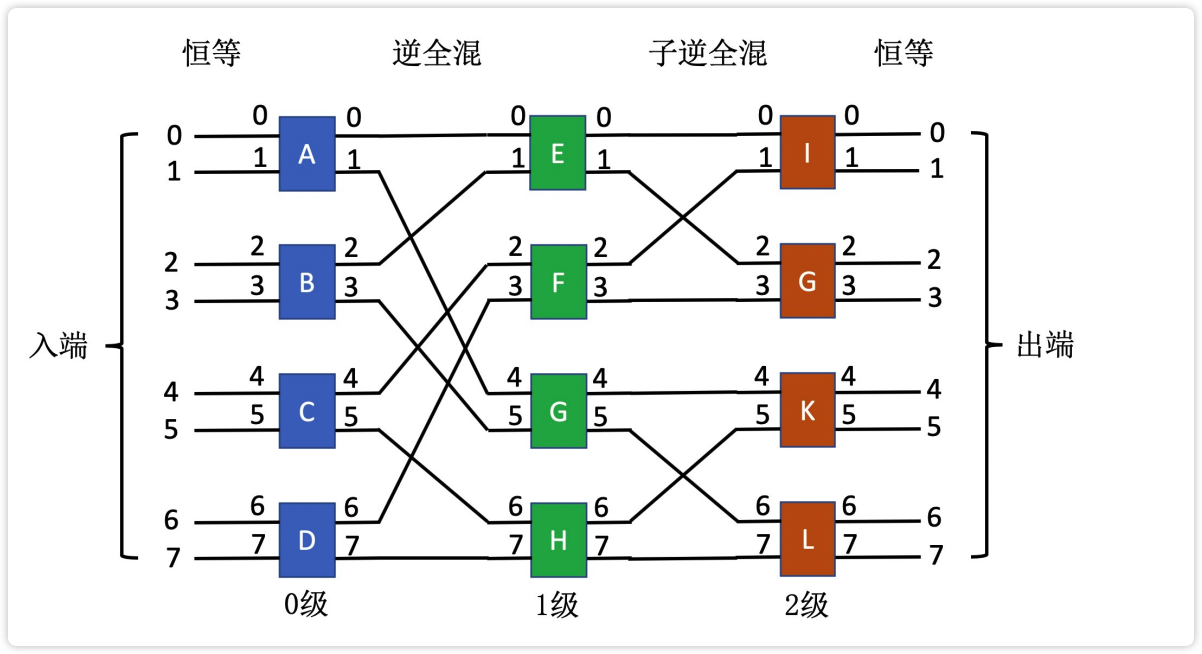 恒等 逆全混 子逆全混 恒等
0 0 0 0 0 0 0 0
A E I
1 1 1 1 1 1 1 1
2 2 2 2 2 2 2 2
B F G
3 3 3 3 3 3 3 3
入端 出端
4 4 4 4 4 4 4 4
C G K
5 5 5 5 5 5 5 5
6 6 6 6 6 6 6 6
D H L
7 7 7 7 7 7 7 7
0级 1级 2级